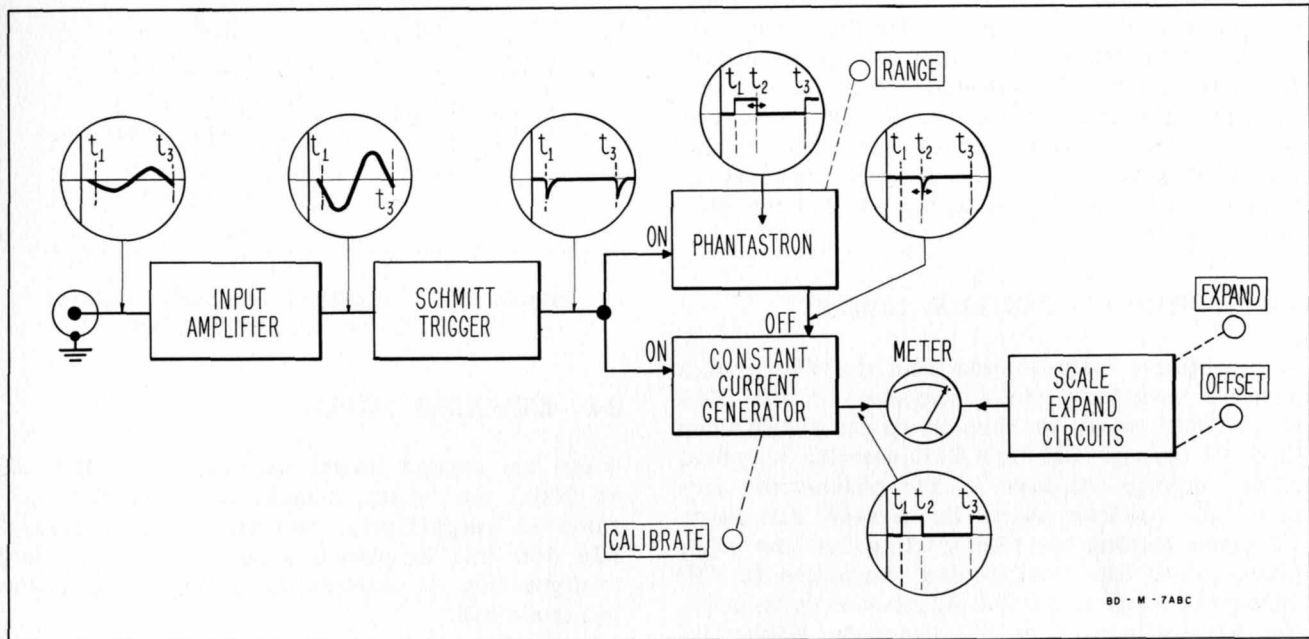 t1 t3
t1 t3
t1 t3
t1 t2 t3
RANGE
t1 t2 t3
INPUT
AMPLIFIER
SCHMITT
TRIGGER
ON
PHANTASTRON
OFF
ON
CONSTANT
CURRENT
GENERATOR
METER
SCALE
EXPAND
CIRCUITS
EXPAND
OFFSET
CALIBRATE
t1 t2 t3
BD - M - 7ABC